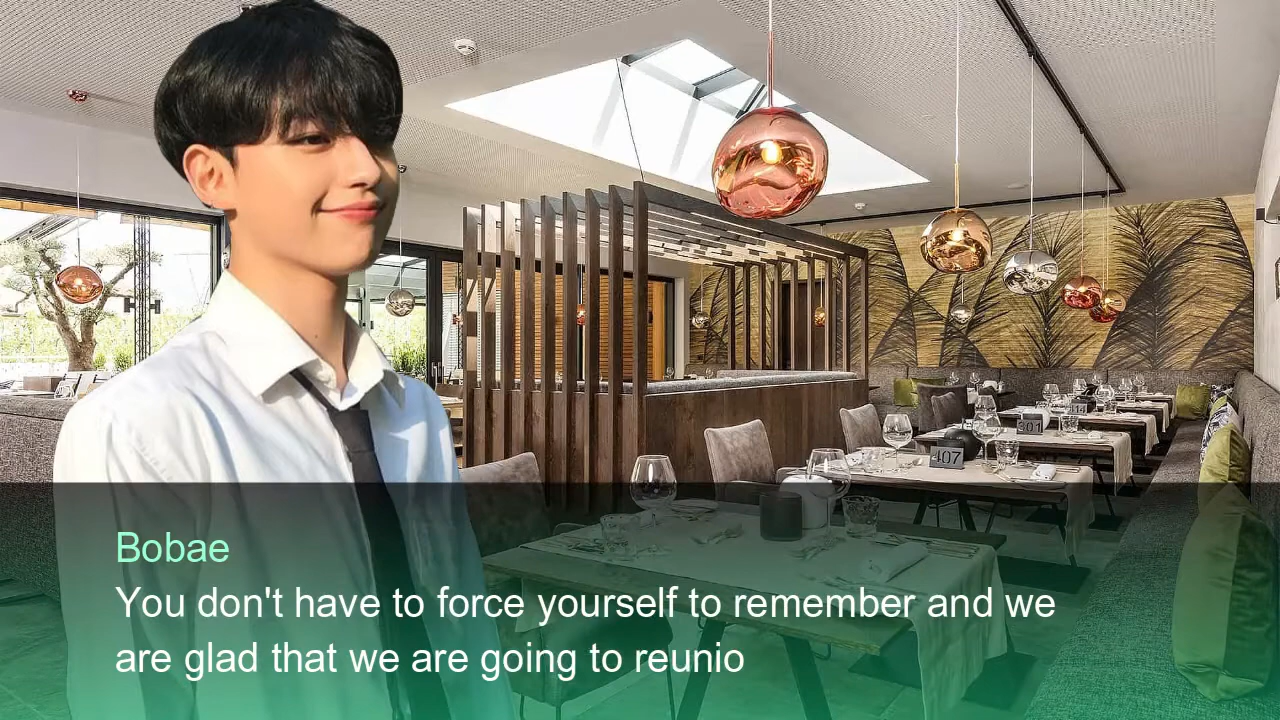 Bobae
You don't have to force yourself to remember and we
are glad that we are going to reunio
301
407